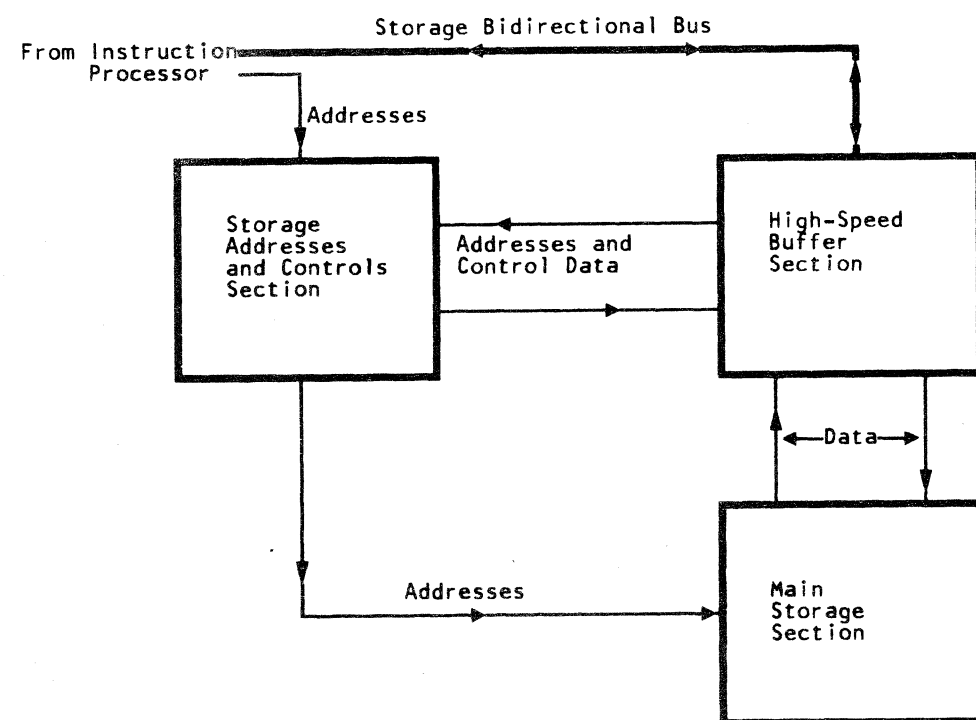 Storage Bidirectional Bus
From Instruction
Processor
Addresses
Storage
Addresses
and Controls
Section
Addresses and
Control Data
High-Speed
Buffer
Section
Data
Addresses
Main
Storage
Section